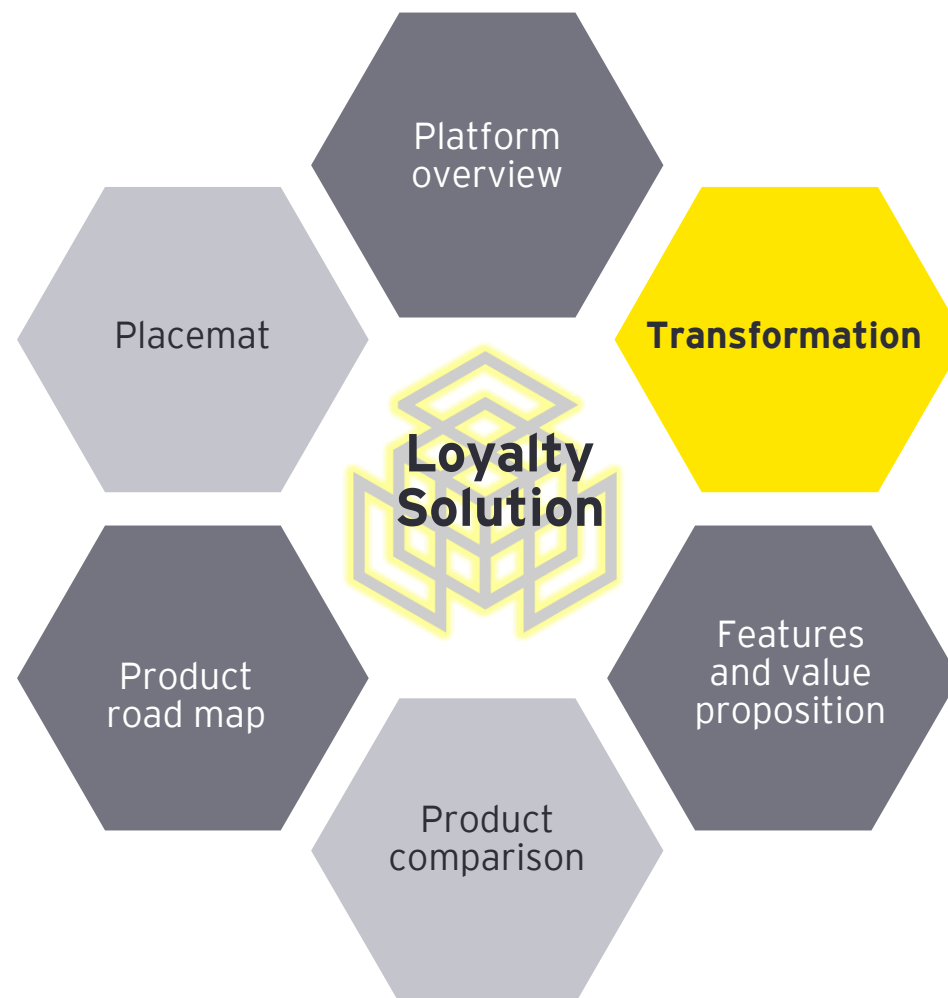 Platform
overview
Placemat
Transformation
Loyalty
Solution
Product
road map
Features
and value
proposition
Product
comparison